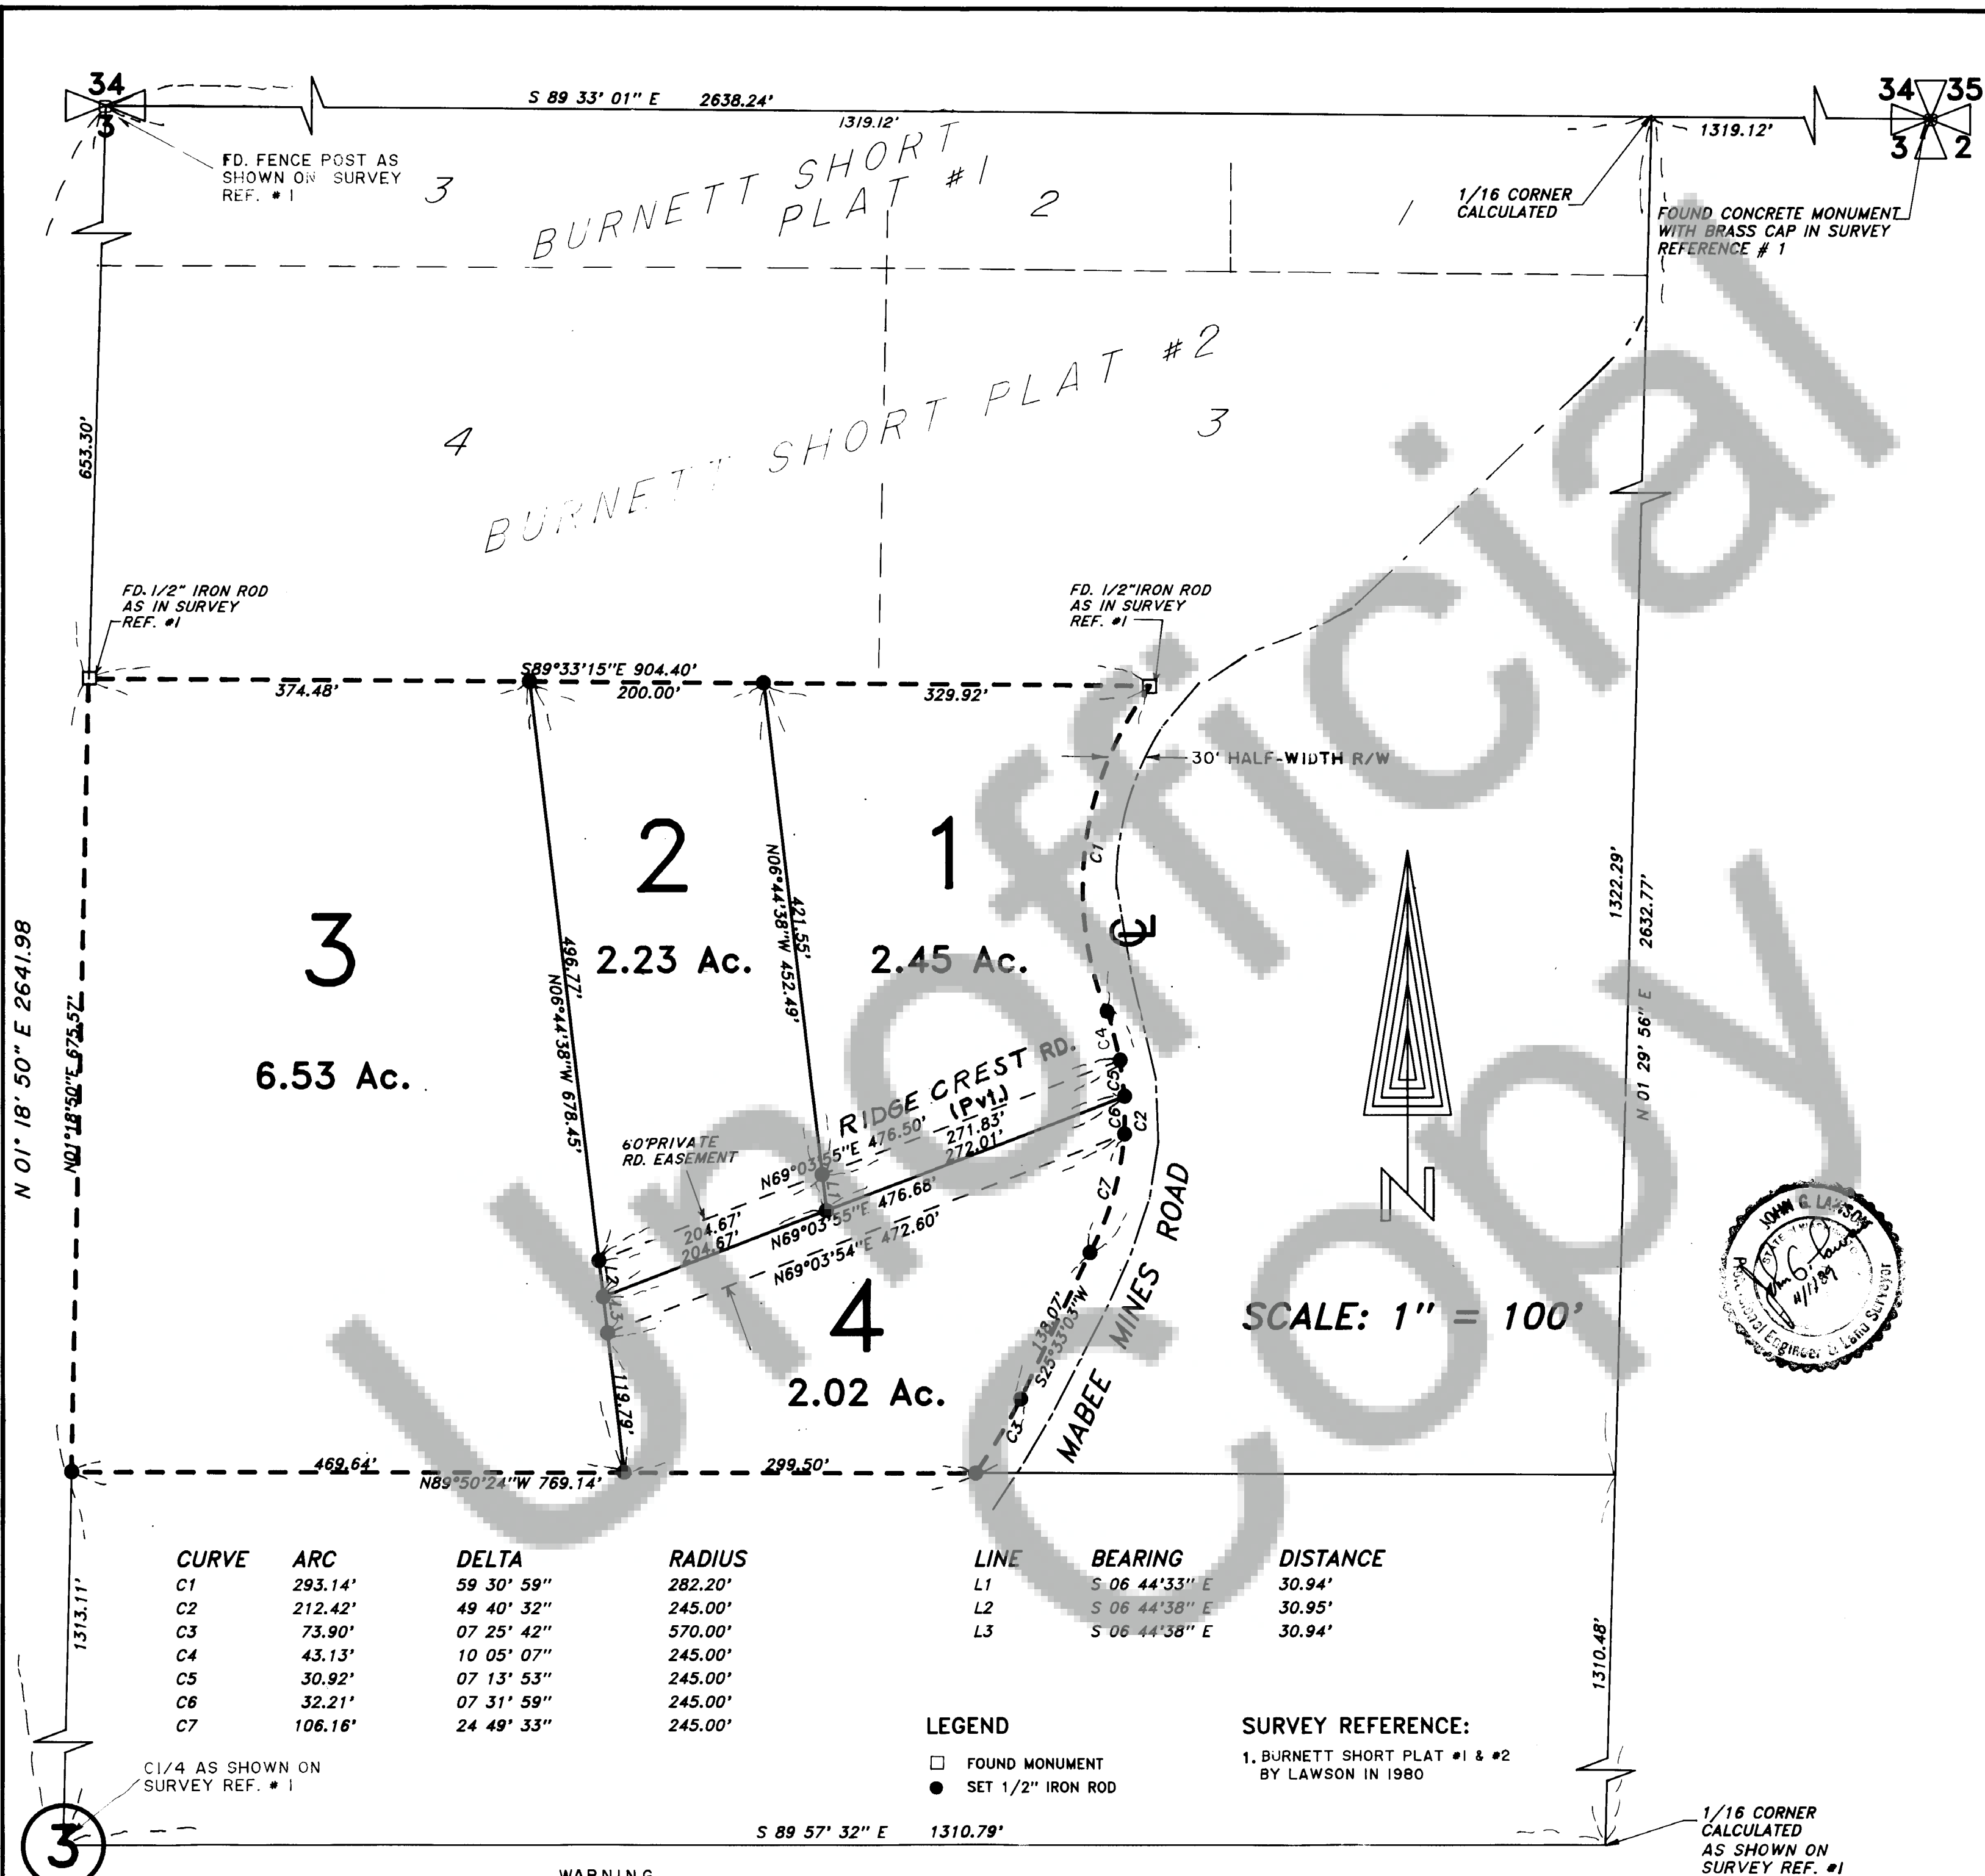 34
3
S 89 33' 01" E 2638.24'
1319.12'
1319.12'
34 35
3 2
FD. FENCE POST AS
SHOWN ON SURVEY
REF. # 1
3
BURNETT SHORT
PLAT #1
2
1
1/16 CORNER
CALCULATED
FOUND CONCRETE MONUMENT
WITH BRASS CAP IN SURVEY
REFERENCE # 1
653.30'
4
BURNETT SHORT PLAT #2
3
FD. 1/2" IRON ROD
AS IN SURVEY
REF. #1
FD. 1/2" IRON ROD
AS IN SURVEY
REF. #1
S89°33'15"E 904.40'
374.48'
200.00'
329.92'
30' HALF-WIDTH R/W
C1
2
2.23 Ac.
1
2.45 Ac.
3
6.53 Ac.
N 01° 18' 50" E 2641.98
N01°18'50"E 675.57'
496.77'
N06°44'38"W 678.45'
421.55'
N06°44'38"W 452.49'
1322.29'
2632.77'
N 01 29' 56" E
C4
C5
C6
C2
C7
RIDGE CREST RD.
(Pvt.)
N69°03'55"E 476.50'
271.83'
272.01'
60'PRIVATE
RD. EASEMENT
L1
204.67'
204.67'
N69°03'55"E 476.68'
N69°03'54"E 472.60'
L2
L3
4
2.02 Ac.
119.79'
138.07'
S25°33'03"W
C3
MABEE MINES ROAD
SCALE: 1" = 100'
JOHN G. LAWSON
Professional Engineer & Land Surveyor
469.64'
N89°50'24"W 769.14'
299.50'
CURVE ARC DELTA RADIUS
C1 293.14' 59 30' 59" 282.20'
C2 212.42' 49 40' 32" 245.00'
C3 73.90' 07 25' 42" 570.00'
C4 43.13' 10 05' 07" 245.00'
C5 30.92' 07 13' 53" 245.00'
C6 32.21' 07 31' 59" 245.00'
C7 106.16' 24 49' 33" 245.00'
LINE BEARING DISTANCE
L1 S 06 44'33" E 30.94'
L2 S 06 44'38" E 30.95'
L3 S 06 44'38" E 30.94'
1313.11'
1310.48'
LEGEND
FOUND MONUMENT
SET 1/2" IRON ROD
SURVEY REFERENCE:
1. BURNETT SHORT PLAT #1 & #2
BY LAWSON IN 1980
C1/4 AS SHOWN ON
SURVEY REF. # 1
3
S 89 57' 32" E 1310.79'
1/16 CORNER
CALCULATED
AS SHOWN ON
SURVEY REF. #1
WARNING
Unofficial
Copy